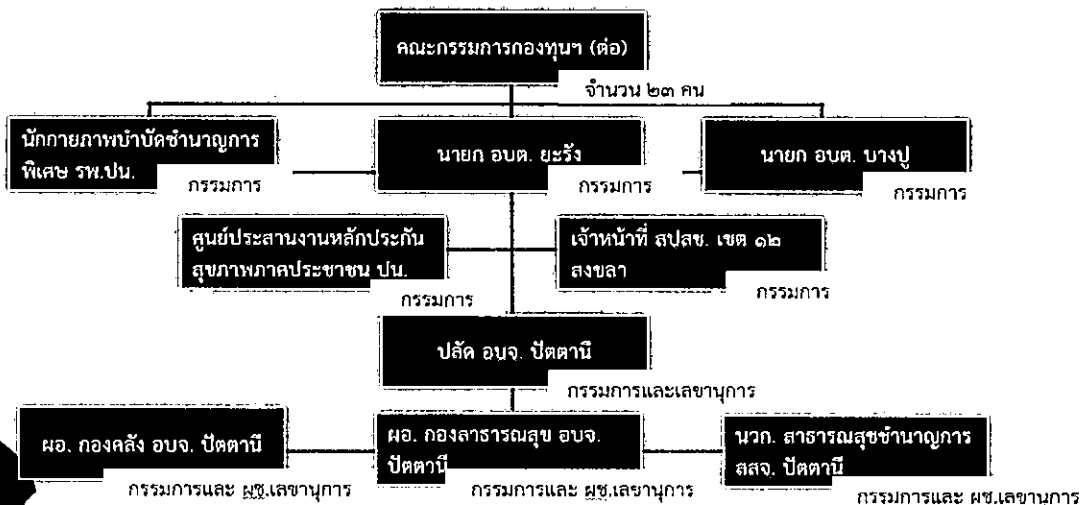 คณะกรรมการกองทุนฯ (ต่อ)
จำนวน ๒๓ คน
นักกายภาพบำบัดชำนาญการ
พิเศษ รพ.ปน.
กรรมการ
นายก อบต. ยะรัง
กรรมการ
นายก อบต. บางปู
กรรมการ
ศูนย์ประสานงานหลักประกัน
สุขภาพภาคประชาชน ปน.
กรรมการ
เจ้าหน้าที่ สปสช. เขต ๑๒
สงขลา
กรรมการ
ปลัด อบจ. ปัตตานี
กรรมการและเลขานุการ
ผอ. กองคลัง อบจ. ปัตตานี
กรรมการและ ผช.เลขานุการ
ผอ. กองสาธารณสุข อบจ.
ปัตตานี
กรรมการและ ผช.เลขานุการ
นวก. สาธารณสุขชำนาญการ
สสจ. ปัตตานี
กรรมการและ ผช.เลขานุการ